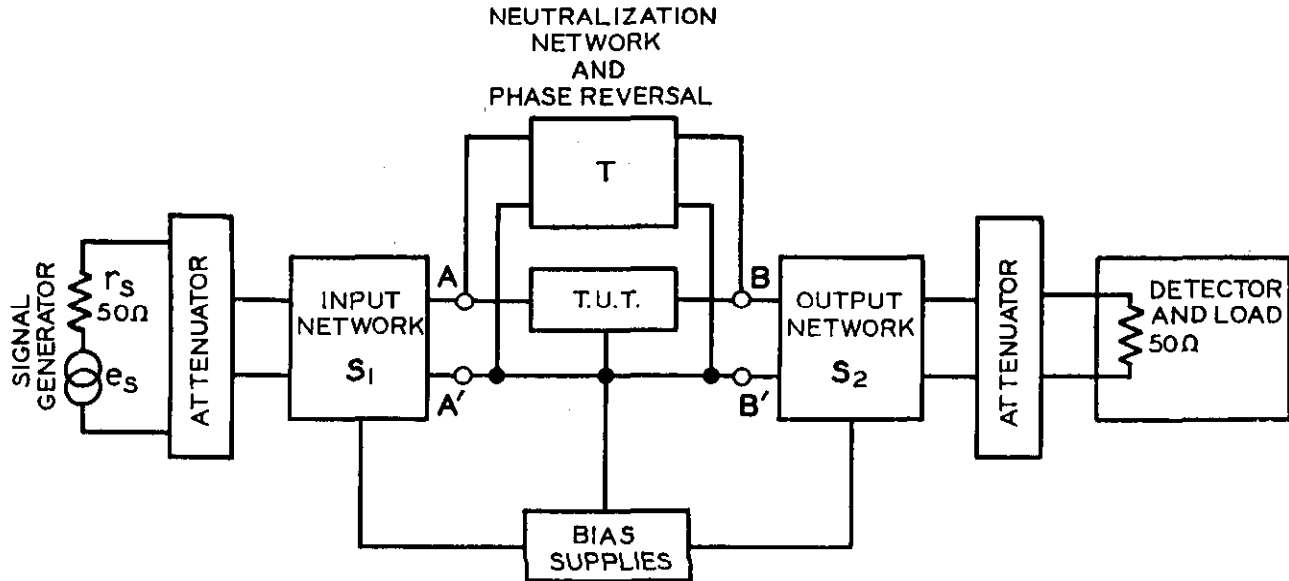 NEUTRALIZATION
NETWORK
AND
PHASE REVERSAL
T
SIGNAL
GENERATOR
rs
50Ω
es
ATTENUATOR
INPUT
NETWORK
S1
A
A'
T.U.T.
B
B'
OUTPUT
NETWORK
S2
ATTENUATOR
DETECTOR
AND LOAD
50Ω
BIAS
SUPPLIES